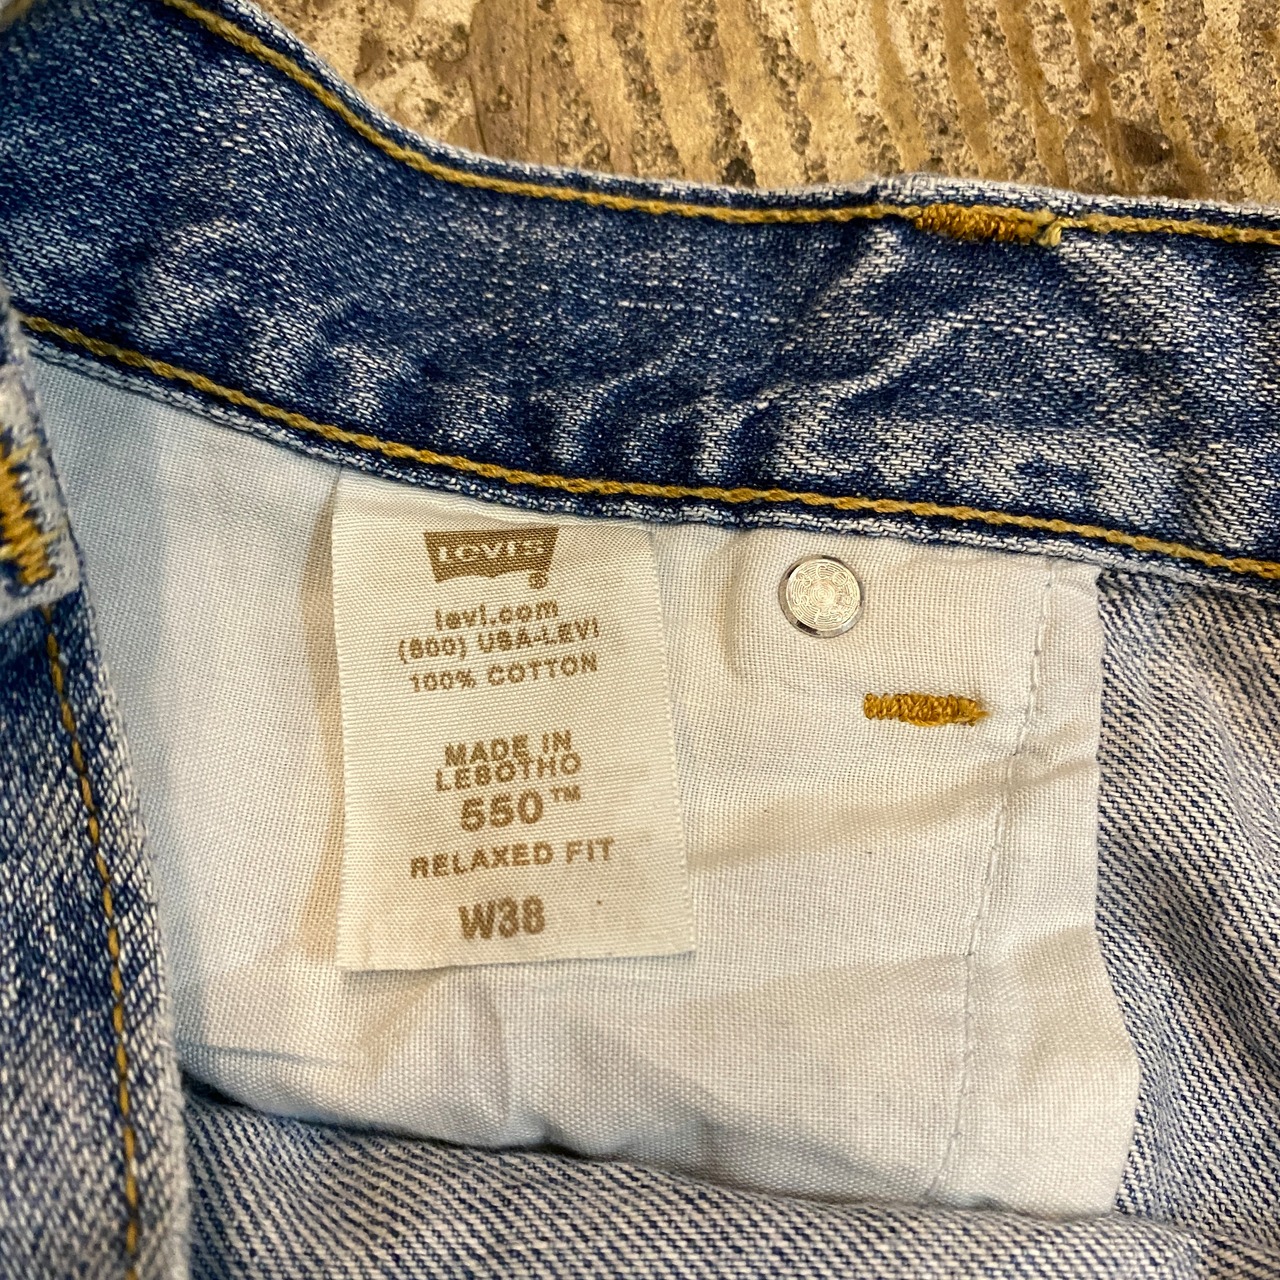 LEVI'S
®
levi.com
(800) USA-LEVI
100% COTTON
MADE IN
LESOTHO
550™
RELAXED FIT
W38